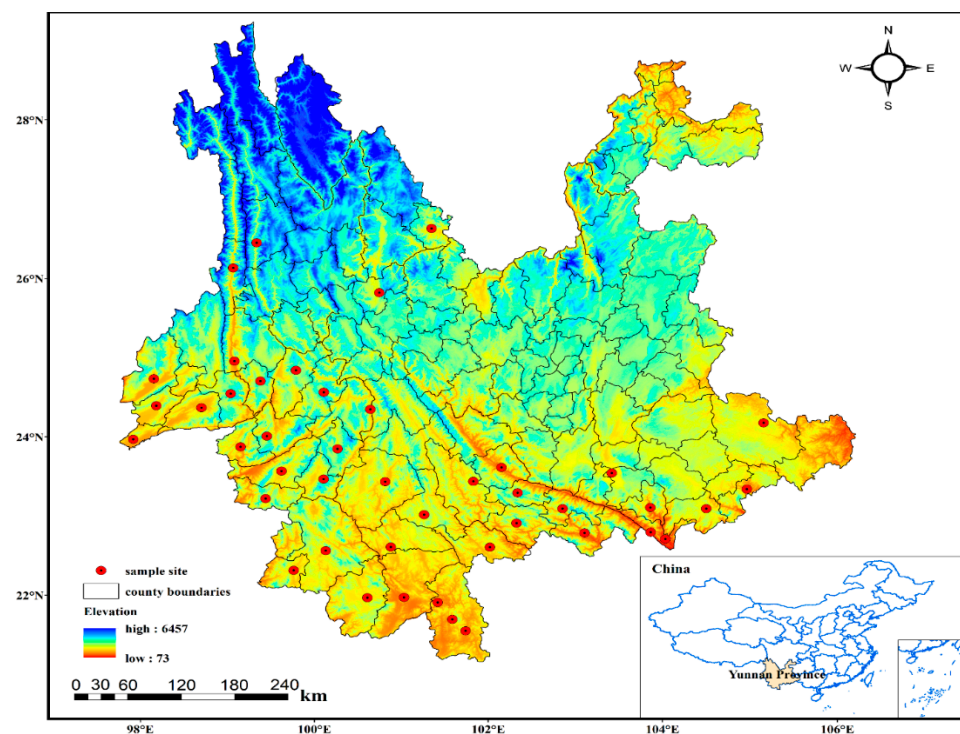 N
W E
S
28°N
26°N
24°N
22°N
sample site
county boundaries
Elevation
high : 6457
low : 73
0 30 60 120 180 240 km
China
Yunnan Province
98°E 100°E 102°E 104°E 106°E